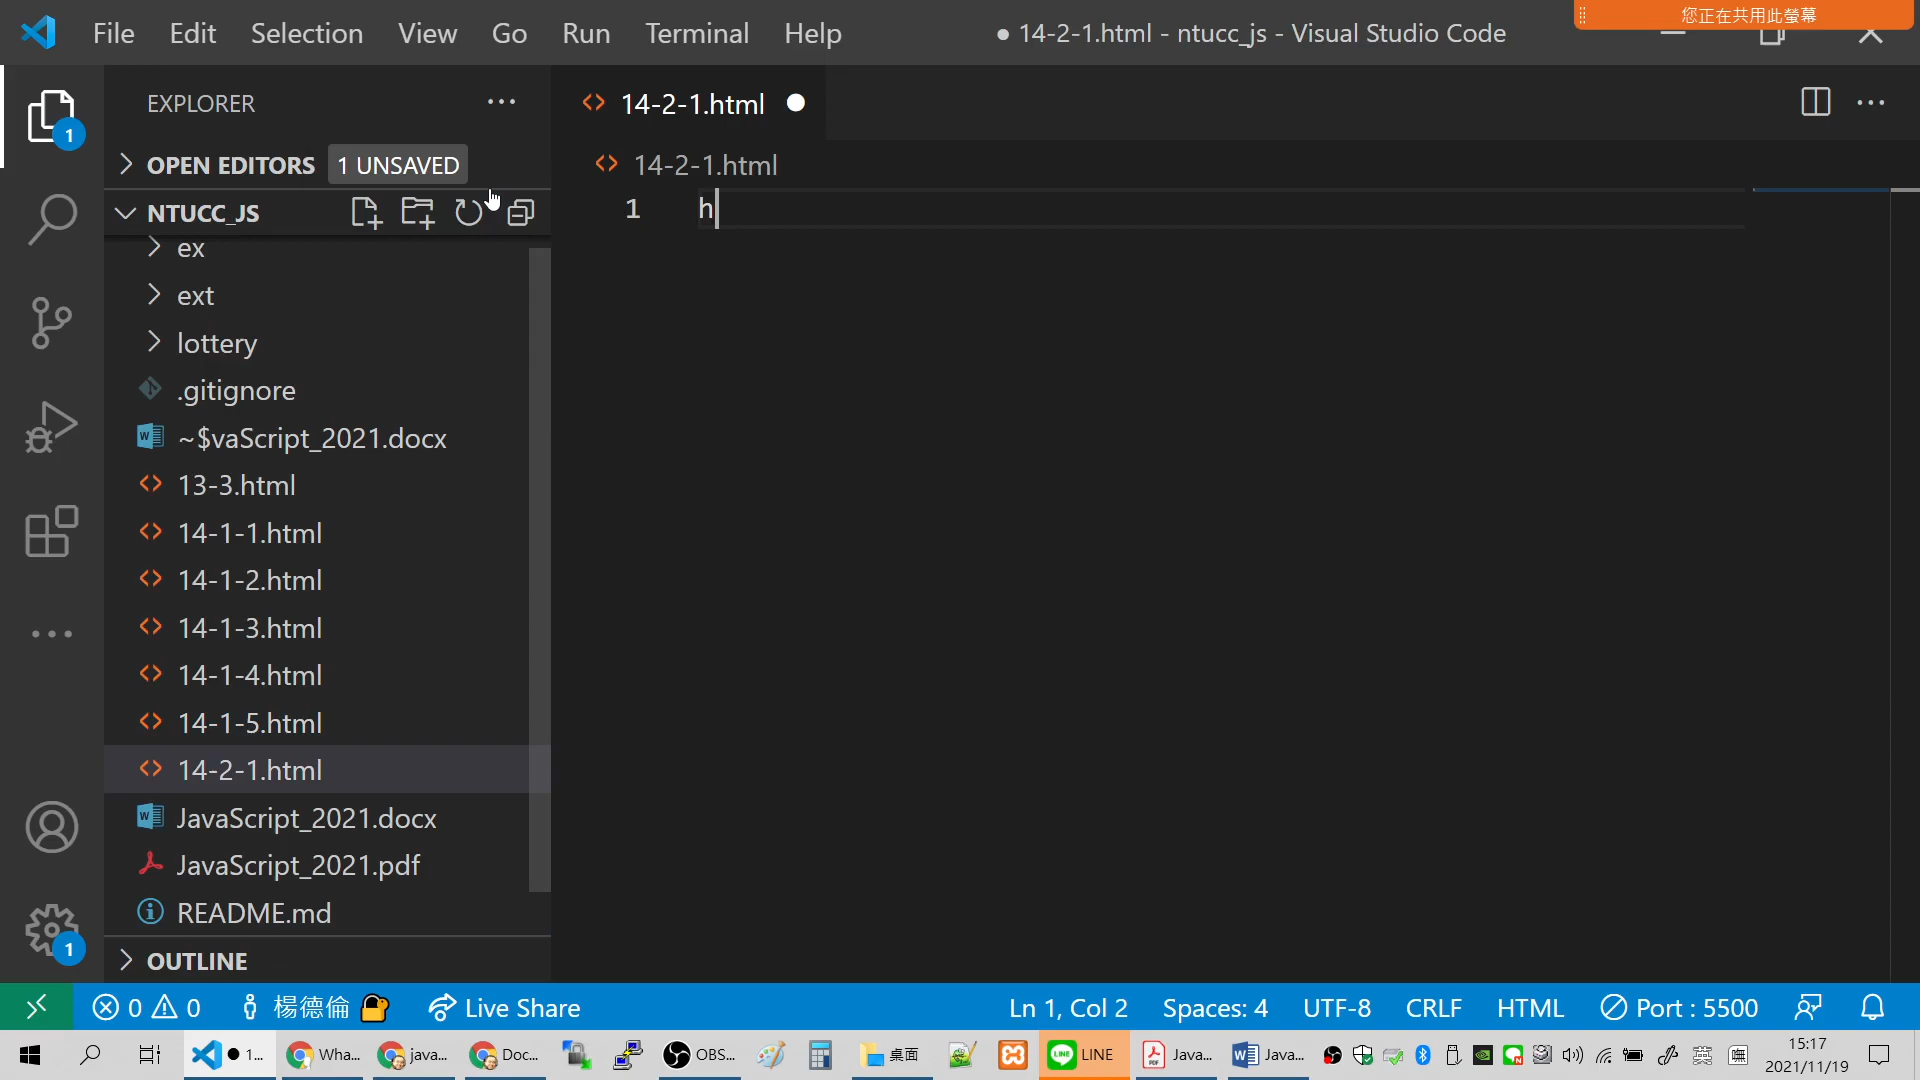 File Edit Selection View Go Run Terminal Help
● 14-2-1.html - ntucc_js - Visual Studio Code
您正在共用此螢幕
EXPLORER
14-2-1.html
1
OPEN EDITORS 1 UNSAVED
14-2-1.html
NTUCC_JS
1 h
ex
ext
lottery
.gitignore
~$vaScript_2021.docx
13-3.html
14-1-1.html
14-1-2.html
14-1-3.html
14-1-4.html
14-1-5.html
14-2-1.html
JavaScript_2021.docx
JavaScript_2021.pdf
README.md
1
OUTLINE
0 0 楊德倫 Live Share Ln 1, Col 2 Spaces: 4 UTF-8 CRLF HTML Port : 5500
● 1... Wha... java... Doc... OBS... 桌面 LINE Java... Java... 英
15:17
2021/11/19